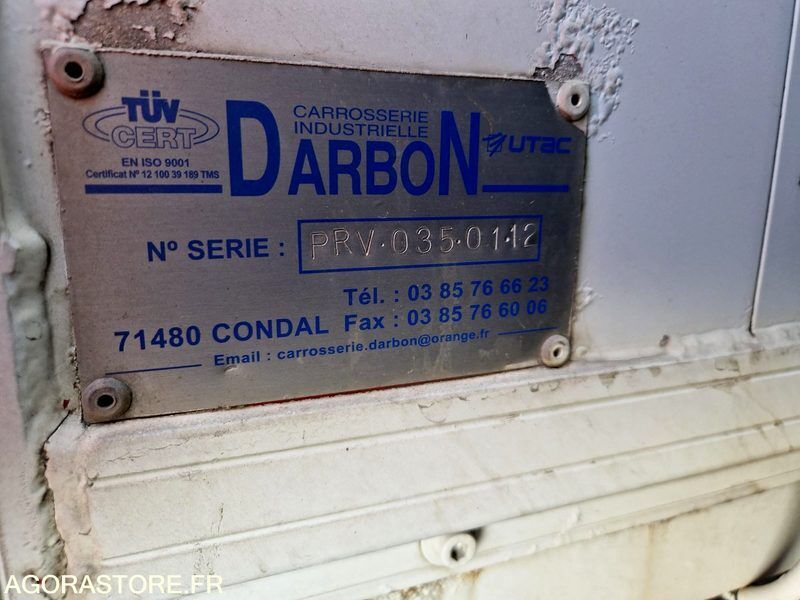 TÜV
CERT
EN ISO 9001
Certificat Nº 12 100 39 189 TMS
CARROSSERIE
INDUSTRIELLE
DARBON
UTAC
Nº SERIE : PRV·035·01·12
Tél. : 03 85 76 66 23
71480 CONDAL Fax : 03 85 76 60 06
Email : carrosserie.darbon@orange.fr
AGORASTORE.FR